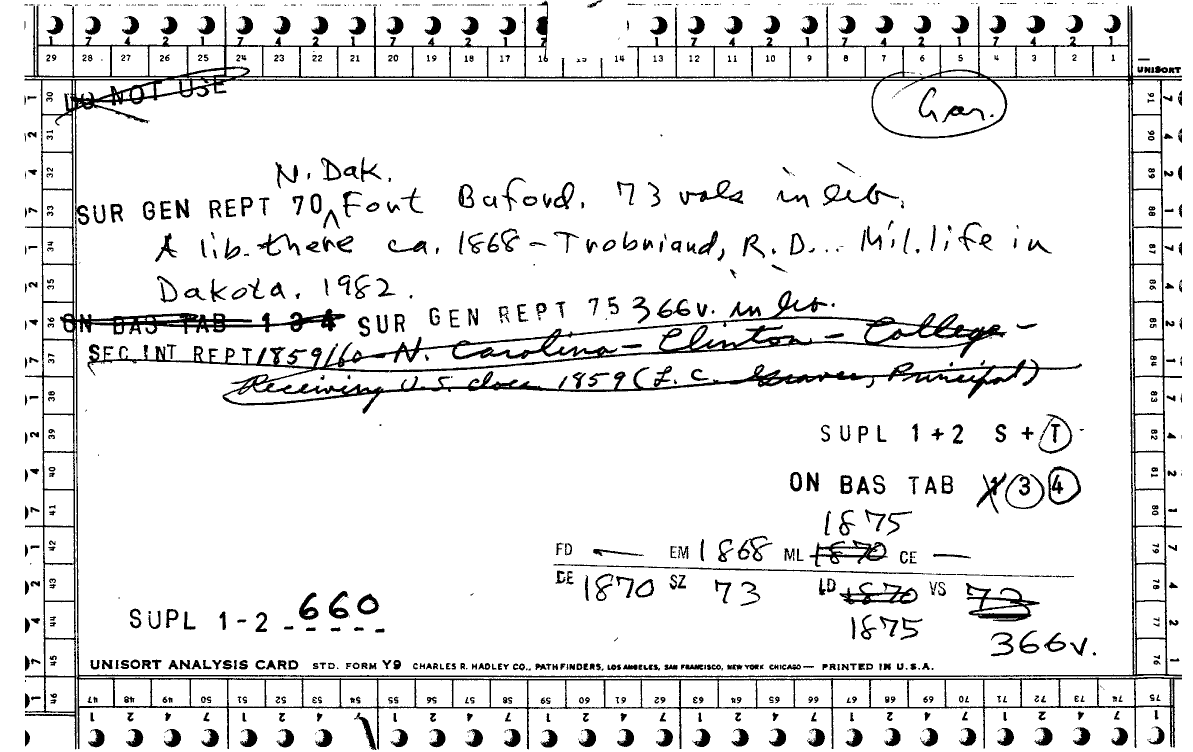 1 7 4 2 1 7 4 2 1 7 4 2 1 7 1 7 4 2 1 7 4 2 1 7 4 2 1
29 28 27 26 25 24 23 22 21 20 19 18 17 16 15 14 13 12 11 10 9 8 7 6 5 4 3 2 1
UNISORT
DO NOT USE
Gar.
N. Dak.
SUR GEN REPT 70 ^ Fort Buford. 73 vols in lib.
A lib. there ca. 1868 - Trobriand, R. D... Mil. life in
Dakota. 1982.
ON BAS TAB - 1 3 4 SUR GEN REPT 75 366v. in lib.
SEC. INT REPT 1859/60 - N. Carolina - Clinton - College -
Receiving U.S. docs 1859 (L. C. Graves, Principal)
SUPL 1+2 S+T
ON BAS TAB 1 3 4
1875
FD — EM 1868 ML 1870 CE —
DE 1870 SZ 73 LD 1870 VS 73
1875
366v.
SUPL 1-2 660
UNISORT ANALYSIS CARD STD. FORM Y9 CHARLES R. HADLEY CO., PATHFINDERS, LOS ANGELES, SAN FRANCISCO, NEW YORK CHICAGO — PRINTED IN U.S.A.
30 31 32 33 34 35 36 37 38 39 40 41 42 43 44 45 46
91 90 89 88 87 86 85 84 83 82 81 80 79 78 77 76 75
47 48 49 50 51 52 53 54 55 56 57 58 59 60 61 62 63 64 65 66 67 68 69 70 71 72 73 74 75